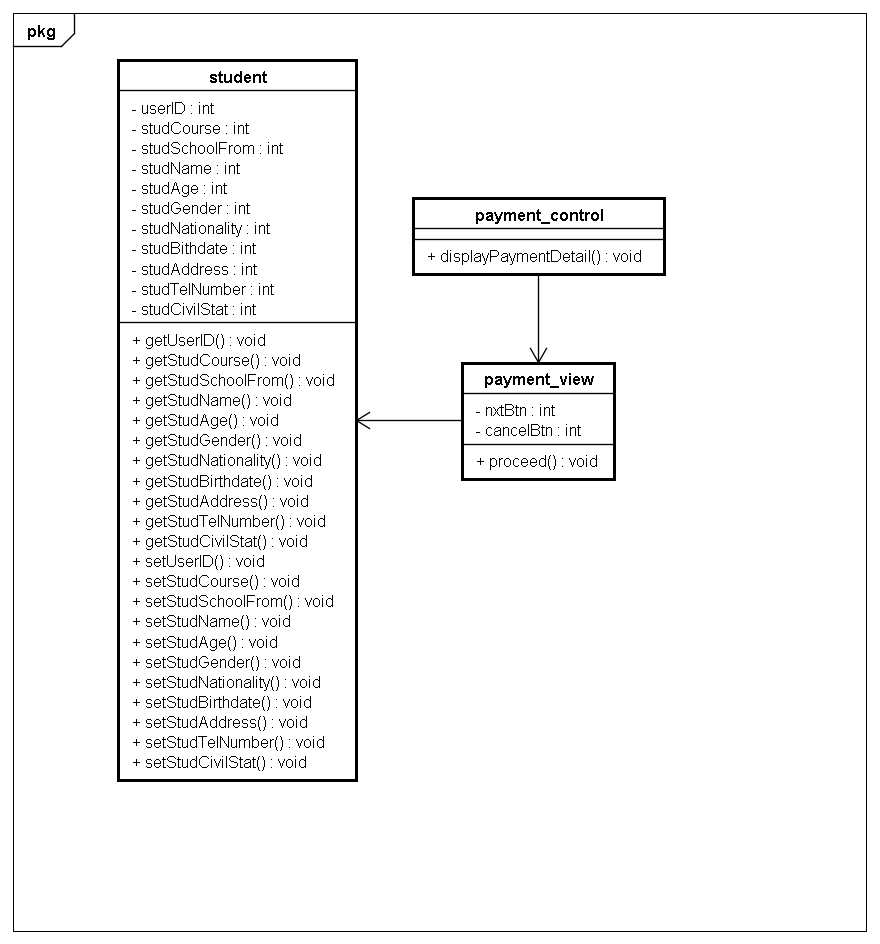 pkg
student
- userID : int
- studCourse : int
- studSchoolFrom : int
- studName : int
- studAge : int
- studGender : int
- studNationality : int
- studBithdate : int
- studAddress : int
- studTelNumber : int
- studCivilStat : int
+ getUserID() : void
+ getStudCourse() : void
+ getStudSchoolFrom() : void
+ getStudName() : void
+ getStudAge() : void
+ getStudGender() : void
+ getStudNationality() : void
+ getStudBirthdate() : void
+ getStudAddress() : void
+ getStudTelNumber() : void
+ getStudCivilStat() : void
+ setUserID() : void
+ setStudCourse() : void
+ setStudSchoolFrom() : void
+ setStudName() : void
+ setStudAge() : void
+ setStudGender() : void
+ setStudNationality() : void
+ setStudBirthdate() : void
+ setStudAddress() : void
+ setStudTelNumber() : void
+ setStudCivilStat() : void
payment_control
+ displayPaymentDetail() : void
payment_view
- nxtBtn : int
- cancelBtn : int
+ proceed() : void